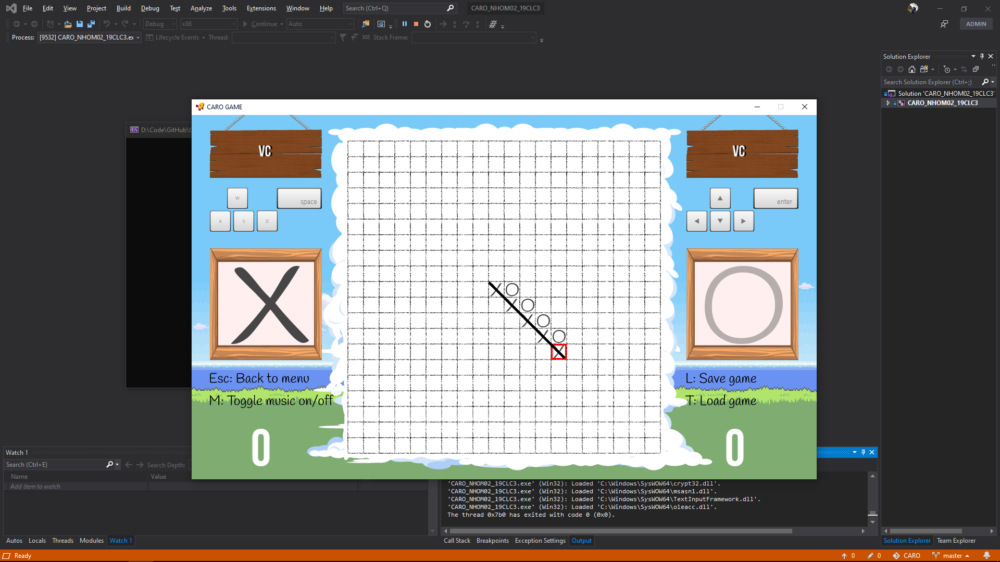 File Edit View Project Build Debug Test Analyze Tools Extensions Window Help Search (Ctrl+Q) CARO_NHOM02_19CLC3
Debug x86 Continue Auto ADMIN
Process: [9532] CARO_NHOM02_19CLC3.ex Lifecycle Events Thread: Stack Frame:
Solution Explorer
Search Solution Explorer (Ctrl+;)
Solution 'CARO_NHOM02_19CLC3'
CARO_NHOM02_19CLC3
CARO GAME
D:\Code\GitHub\
VC
VC
W
space
A S D
enter
X O
X O
X O
X O
X
Esc: Back to menu
M: Toggle music on/off
L: Save game
T: Load game
0
0
Watch 1
Search (Ctrl+E) Search Depth:
Name Value
Add item to watch
'CARO_NHOM02_19CLC3.exe' (Win32): Loaded 'C:\Windows\SysWOW64\crypt32.dll'.
'CARO_NHOM02_19CLC3.exe' (Win32): Loaded 'C:\Windows\SysWOW64\msasn1.dll'.
'CARO_NHOM02_19CLC3.exe' (Win32): Loaded 'C:\Windows\SysWOW64\TextInputFramework.dll'.
'CARO_NHOM02_19CLC3.exe' (Win32): Loaded 'C:\Windows\SysWOW64\oleacc.dll'.
The thread 0x7b0 has exited with code 0 (0x0).
Autos Locals Threads Modules Watch 1
Call Stack Breakpoints Exception Settings Output
Solution Explorer Team Explorer
Ready
0 0 CARO master